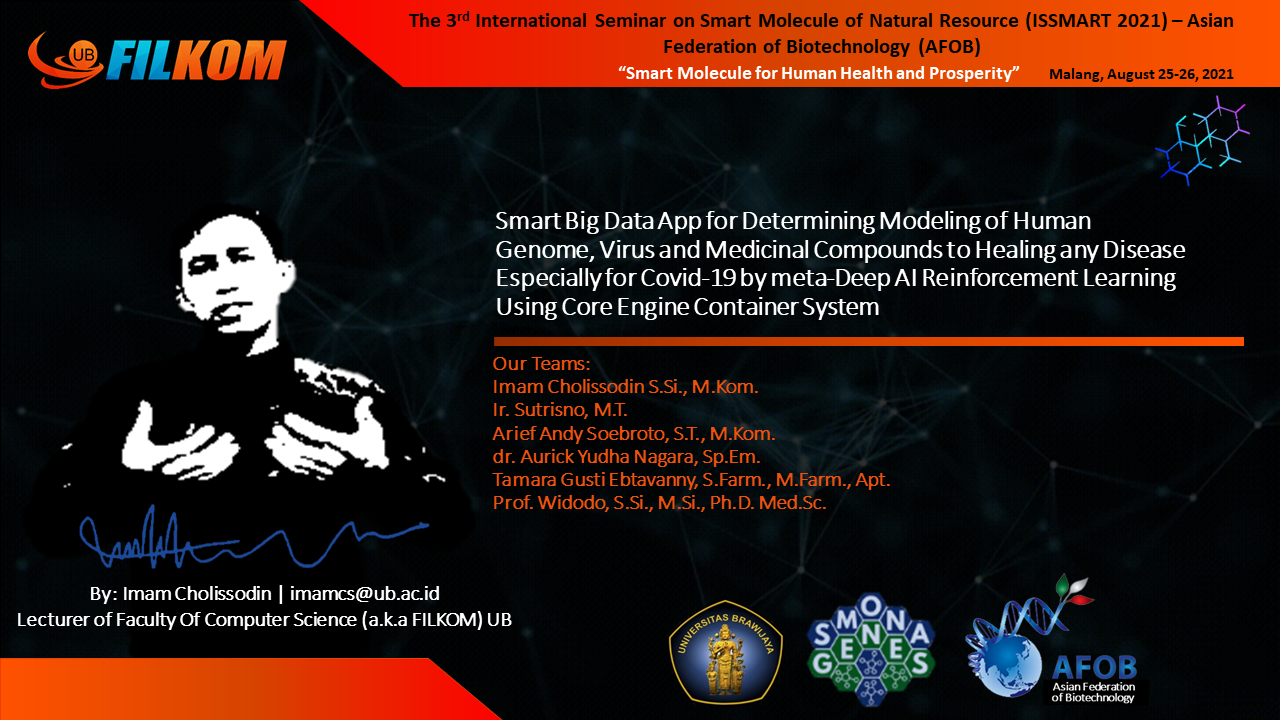 UB FILKOM
The 3rd International Seminar on Smart Molecule of Natural Resource (ISSMART 2021) – Asian
Federation of Biotechnology (AFOB)
“Smart Molecule for Human Health and Prosperity” Malang, August 25-26, 2021
Smart Big Data App for Determining Modeling of Human
Genome, Virus and Medicinal Compounds to Healing any Disease
Especially for Covid-19 by meta-Deep AI Reinforcement Learning
Using Core Engine Container System
Our Teams:
Imam Cholissodin S.Si., M.Kom.
Ir. Sutrisno, M.T.
Arief Andy Soebroto, S.T., M.Kom.
dr. Aurick Yudha Nagara, Sp.Em.
Tamara Gusti Ebtavanny, S.Farm., M.Farm., Apt.
Prof. Widodo, S.Si., M.Si., Ph.D. Med.Sc.
By: Imam Cholissodin | imamcs@ub.ac.id
Lecturer of Faculty Of Computer Science (a.k.a FILKOM) UB
UNIVERSITAS BRAWIJAYA
SMONNA
GENES
AFOB
Asian Federation
of Biotechnology